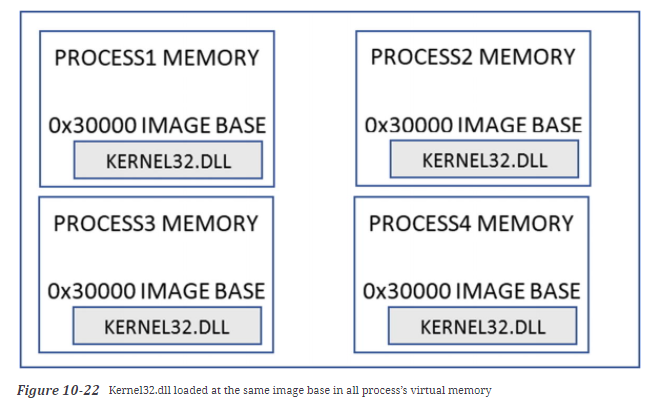 PROCESS1 MEMORY
0x30000 IMAGE BASE
KERNEL32.DLL
PROCESS2 MEMORY
0x30000 IMAGE BASE
KERNEL32.DLL
PROCESS3 MEMORY
0x30000 IMAGE BASE
KERNEL32.DLL
PROCESS4 MEMORY
0x30000 IMAGE BASE
KERNEL32.DLL
Figure 10-22 Kernel32.dll loaded at the same image base in all process's virtual memory